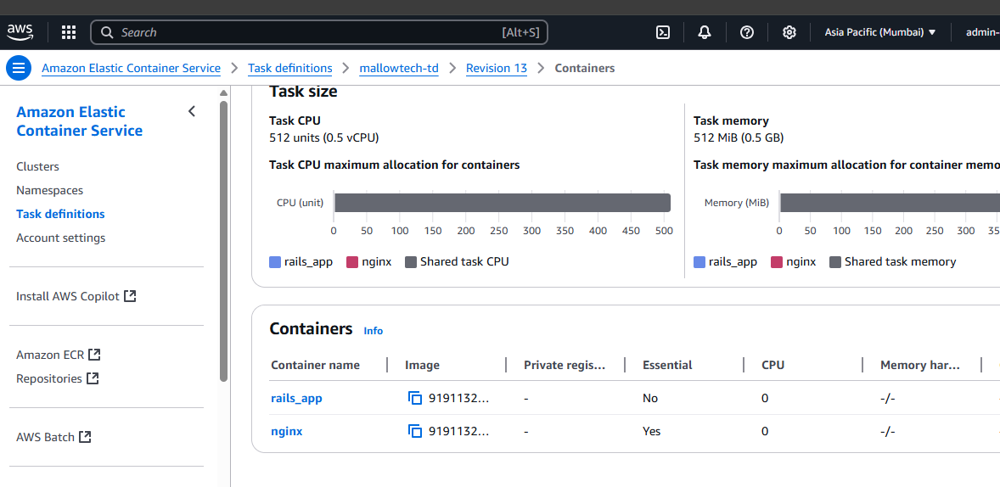 aws
Search [Alt+S]
Asia Pacific (Mumbai)
admin-
Amazon Elastic Container Service
Task definitions
mallowtech-td
Revision 13
Containers
Amazon Elastic
Container Service
Clusters
Namespaces
Task definitions
Account settings
Install AWS Copilot
Amazon ECR
Repositories
AWS Batch
Task size
Task CPU
512 units (0.5 vCPU)
Task CPU maximum allocation for containers
CPU (unit)
0 50 100 150 200 250 300 350 400 450 500
rails_app nginx Shared task CPU
Task memory
512 MiB (0.5 GB)
Task memory maximum allocation for container memo
Memory (MiB)
0 50 100 150 200 250 300 35
rails_app nginx Shared task memory
Containers Info
Container name Image Private regis... Essential CPU Memory har...
rails_app 9191132... - No 0 -/-
nginx 9191132... - Yes 0 -/-